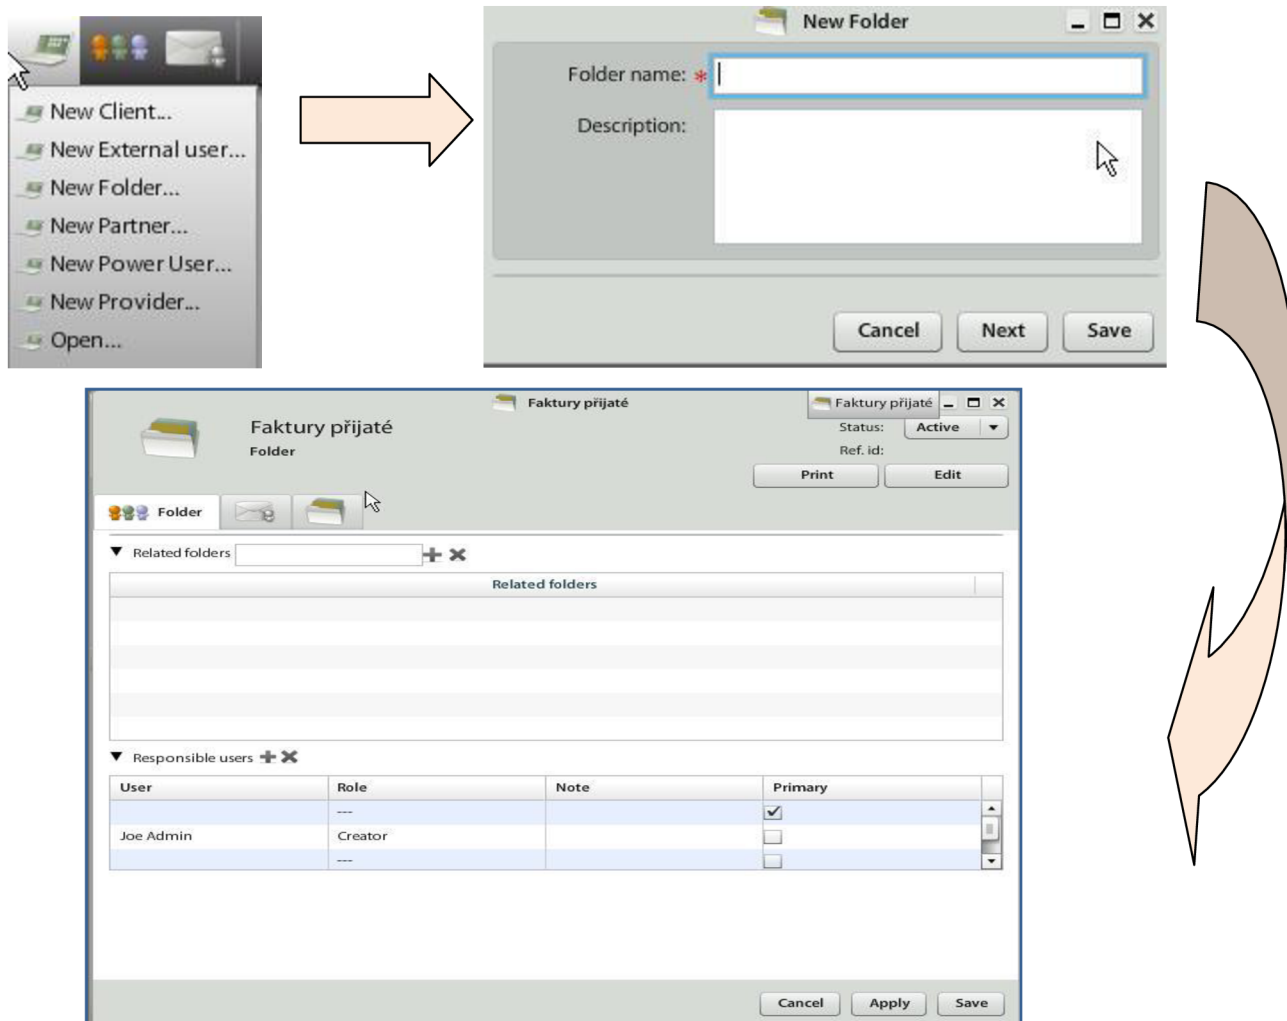 New Client...
New External user...
New Folder...
New Partner...
New Power User...
New Provider...
Open...
New Folder
Folder name: *
Description:
Cancel Next Save
Faktury přijaté Faktury přijaté
Faktury přijaté
Folder
Status: Active
Ref. id:
Print Edit
Folder
Related folders
Related folders
Responsible users
User Role Note Primary
---
Joe Admin Creator
---
Cancel Apply Save